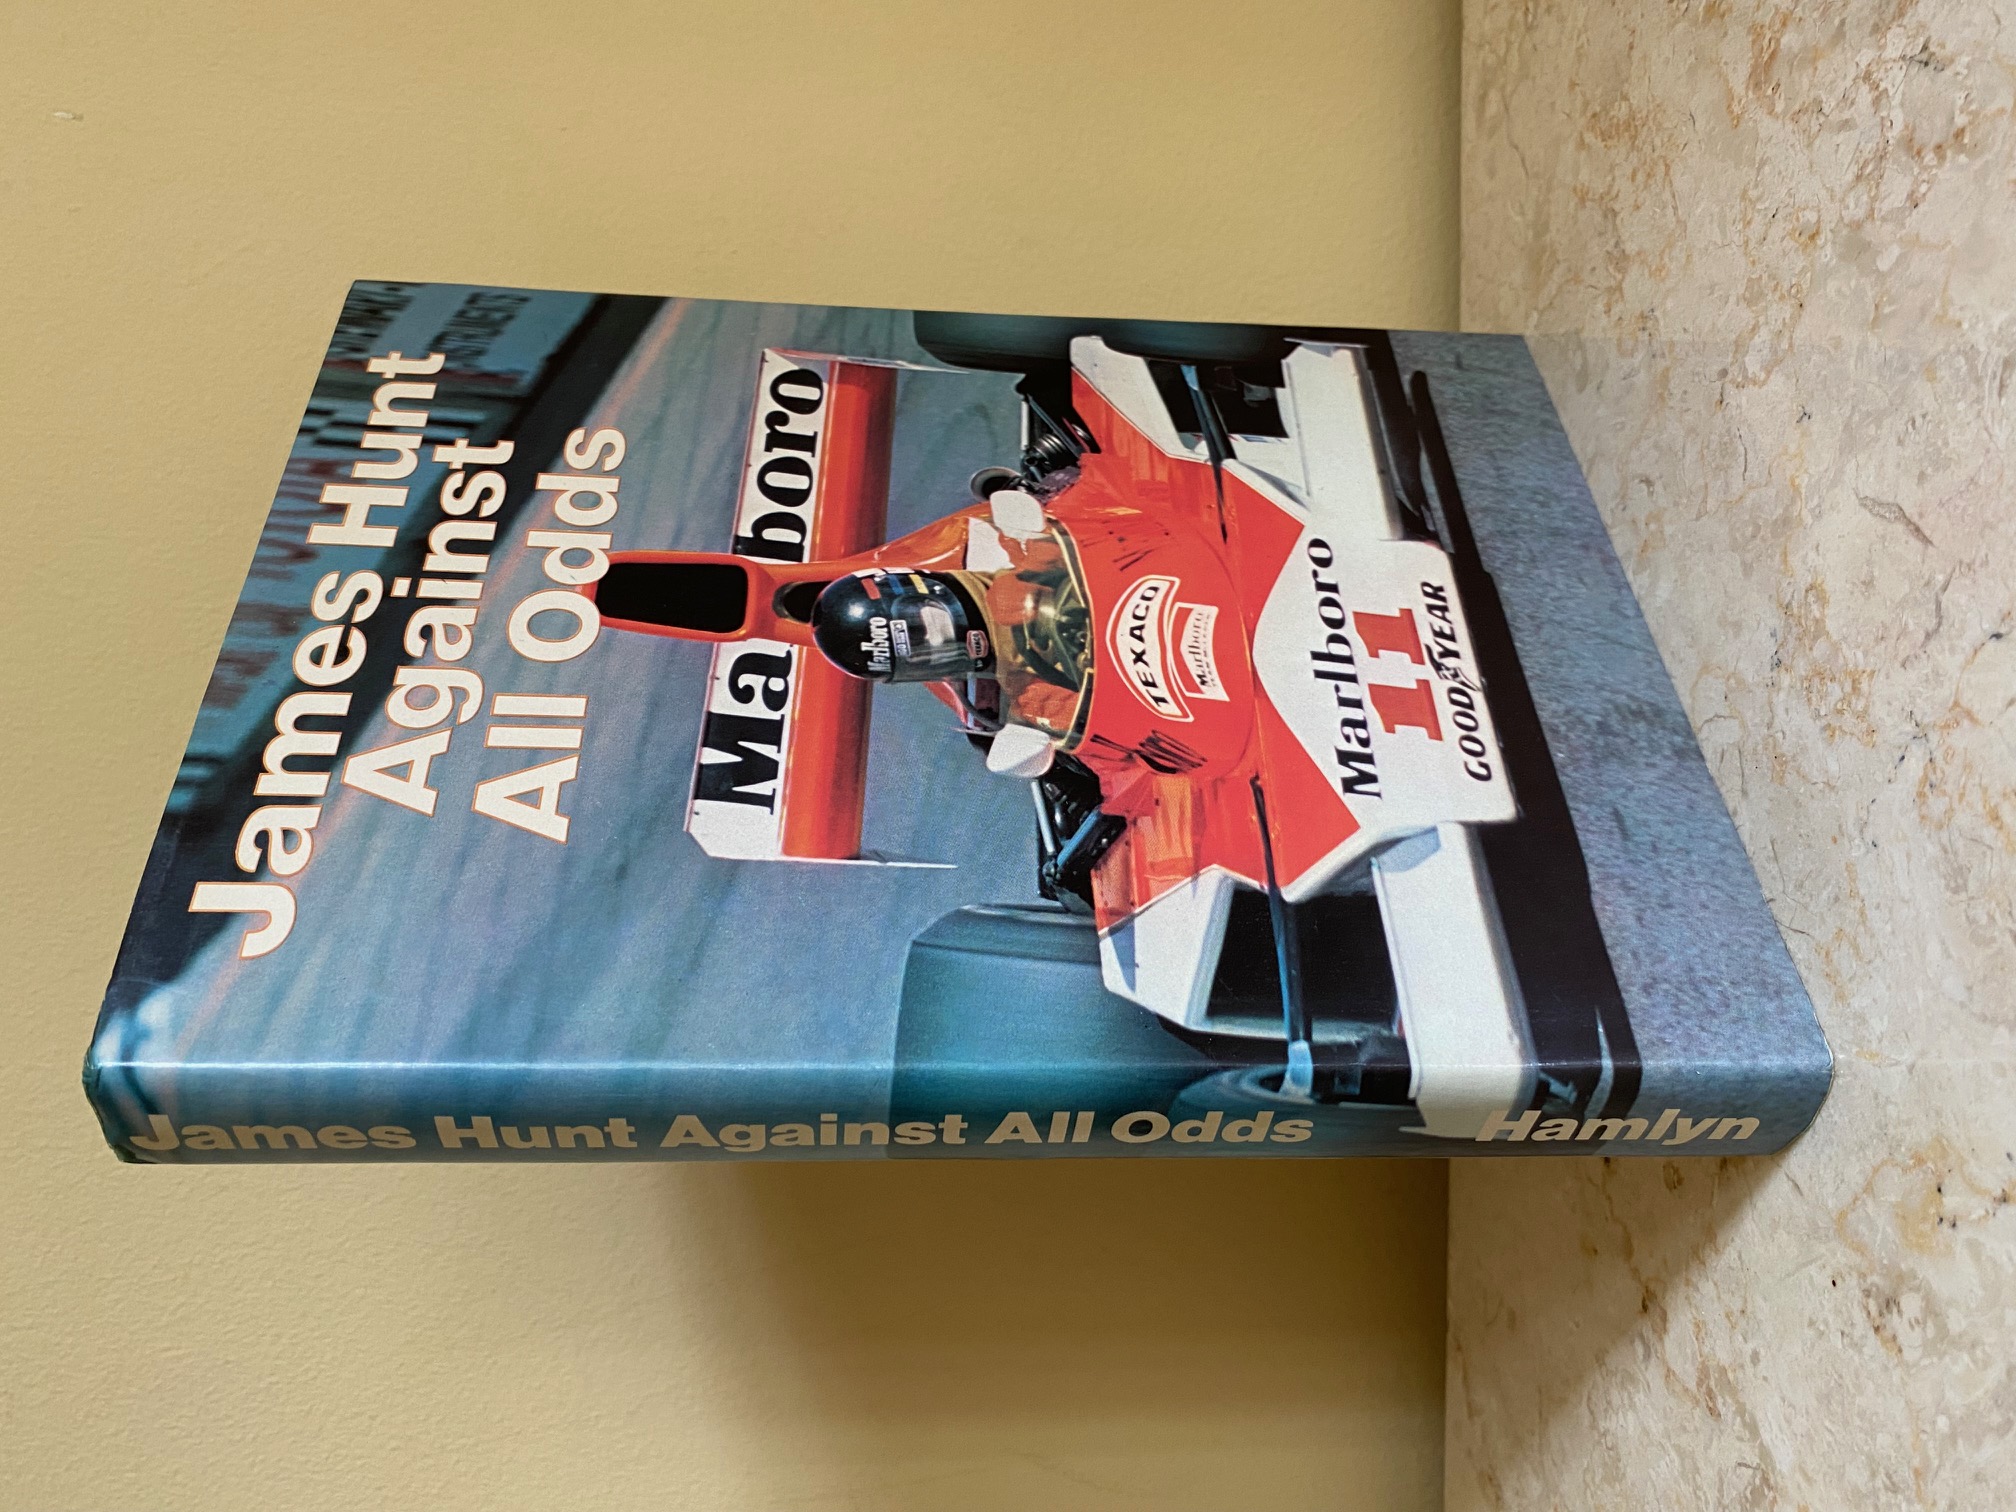 James Hunt
Against
All Odds
Marlboro
Marlboro
TEXACO
Marlboro
Marlboro
11
GOODYEAR
James Hunt Against All Odds
Hamlyn